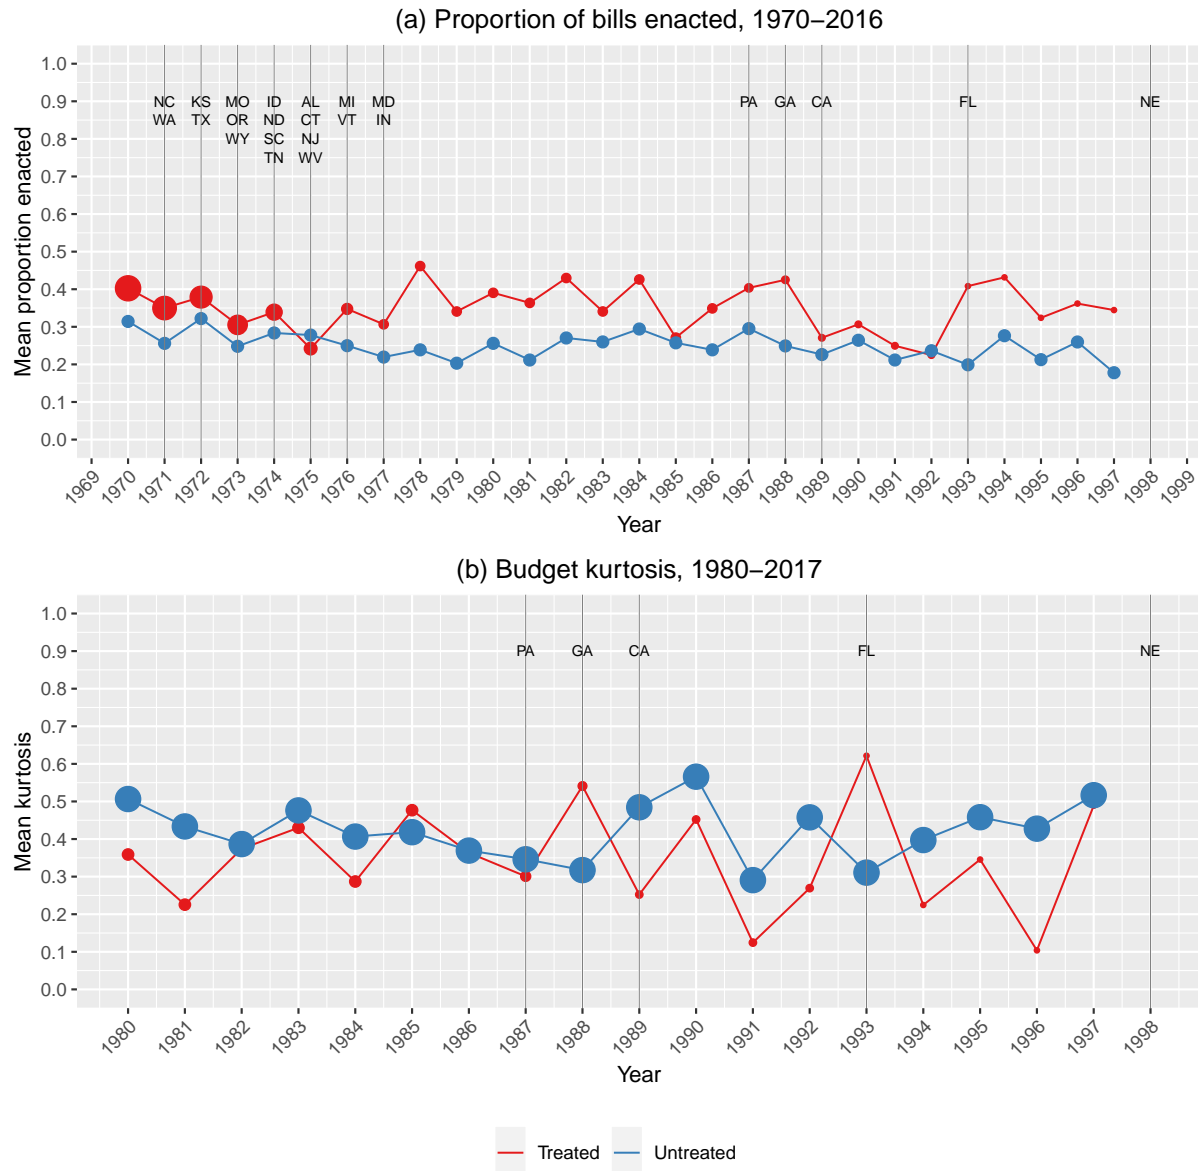 (a) Proportion of bills enacted, 1970−2016
1.0
0.9
0.8
0.7
0.6
0.5
0.4
0.3
0.2
0.1
0.0
Mean proportion enacted
NC KS MO ID AL MI MD PA GA CA FL NE
WA TX OR ND CT VT IN
WY SC NJ
TN WV
1969 1970 1971 1972 1973 1974 1975 1976 1977 1978 1979 1980 1981 1982 1983 1984 1985 1986 1987 1988 1989 1990 1991 1992 1993 1994 1995 1996 1997 1998 1999
Year
(b) Budget kurtosis, 1980−2017
1.0
0.9
0.8
0.7
0.6
0.5
0.4
0.3
0.2
0.1
0.0
Mean kurtosis
PA GA CA FL NE
1980 1981 1982 1983 1984 1985 1986 1987 1988 1989 1990 1991 1992 1993 1994 1995 1996 1997 1998
Year
Treated Untreated